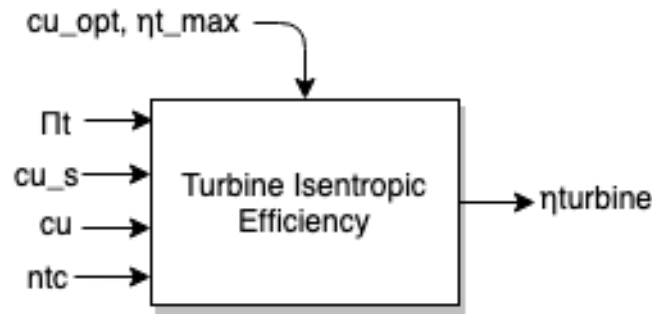 cu_opt, ηt_max
Πt
cu_s
cu
ntc
Turbine Isentropic
Efficiency
ηturbine